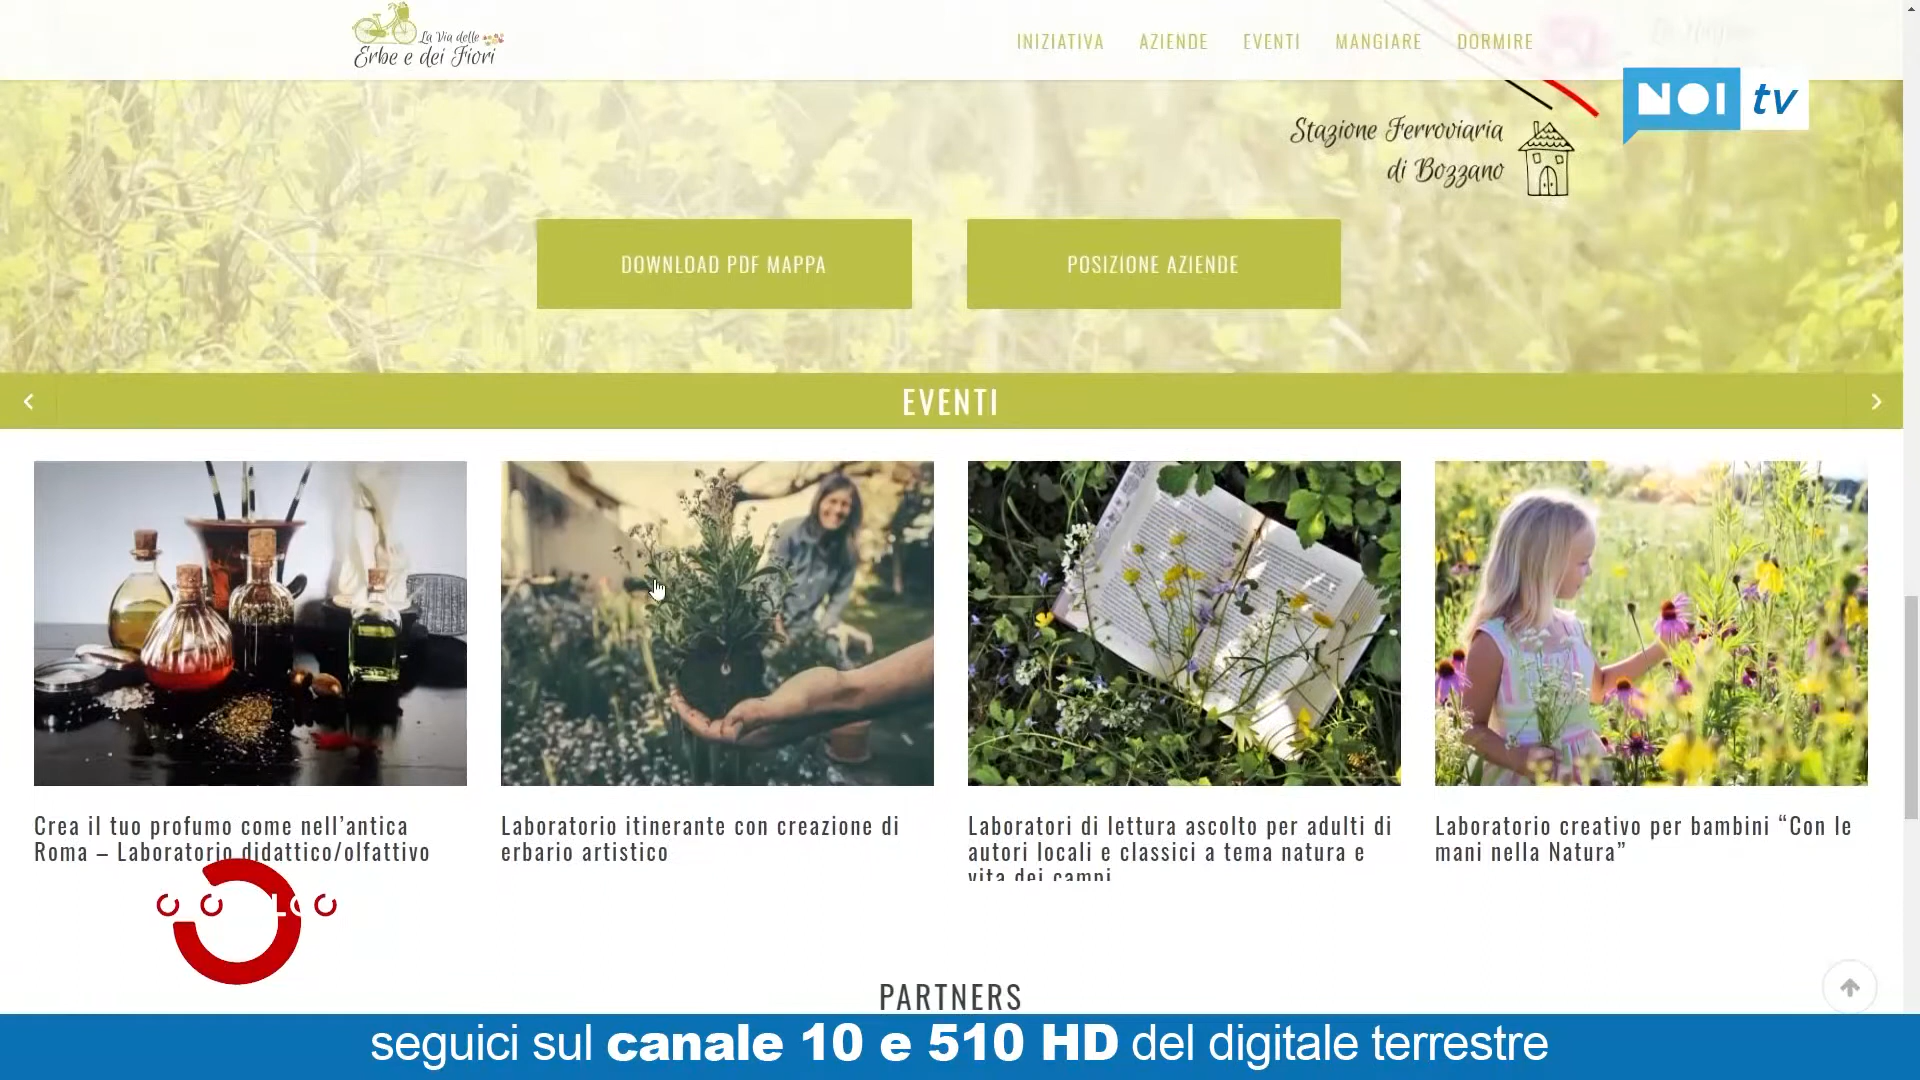 La Via delle
Erbe e dei Fiori
INIZIATIVA
AZIENDE
EVENTI
MANGIARE
DORMIRE
NOI tv
Stazione Ferroviaria
di Bozzano
DOWNLOAD PDF MAPPA
POSIZIONE AZIENDE
EVENTI
Crea il tuo profumo come nell’antica
Roma – Laboratorio didattico/olfattivo
Laboratorio itinerante con creazione di
erbario artistico
Laboratori di lettura ascolto per adulti di
autori locali e classici a tema natura e
vita dei campi
Laboratorio creativo per bambini “Con le
mani nella Natura”
PARTNERS
seguici sul canale 10 e 510 HD del digitale terrestre